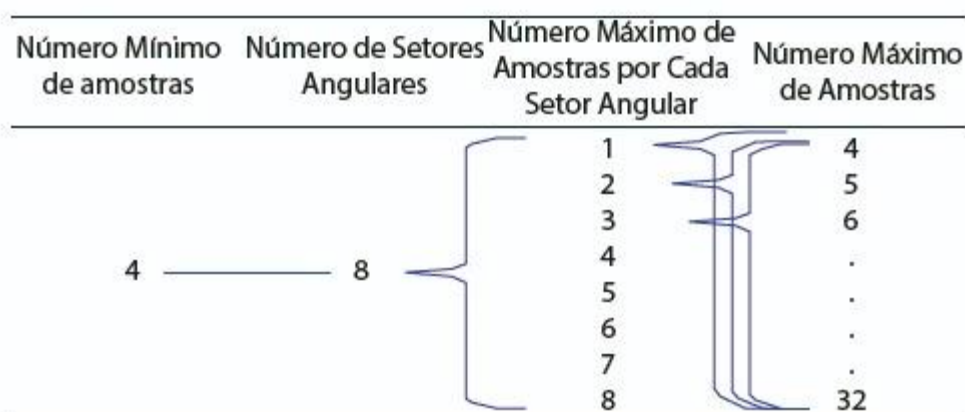 Número Mínimo
de amostras
Número de Setores
Angulares
Número Máximo de
Amostras por Cada
Setor Angular
Número Máximo
de Amostras
4
8
1
2
3
4
5
6
7
8
4
5
6
.
.
.
.
32